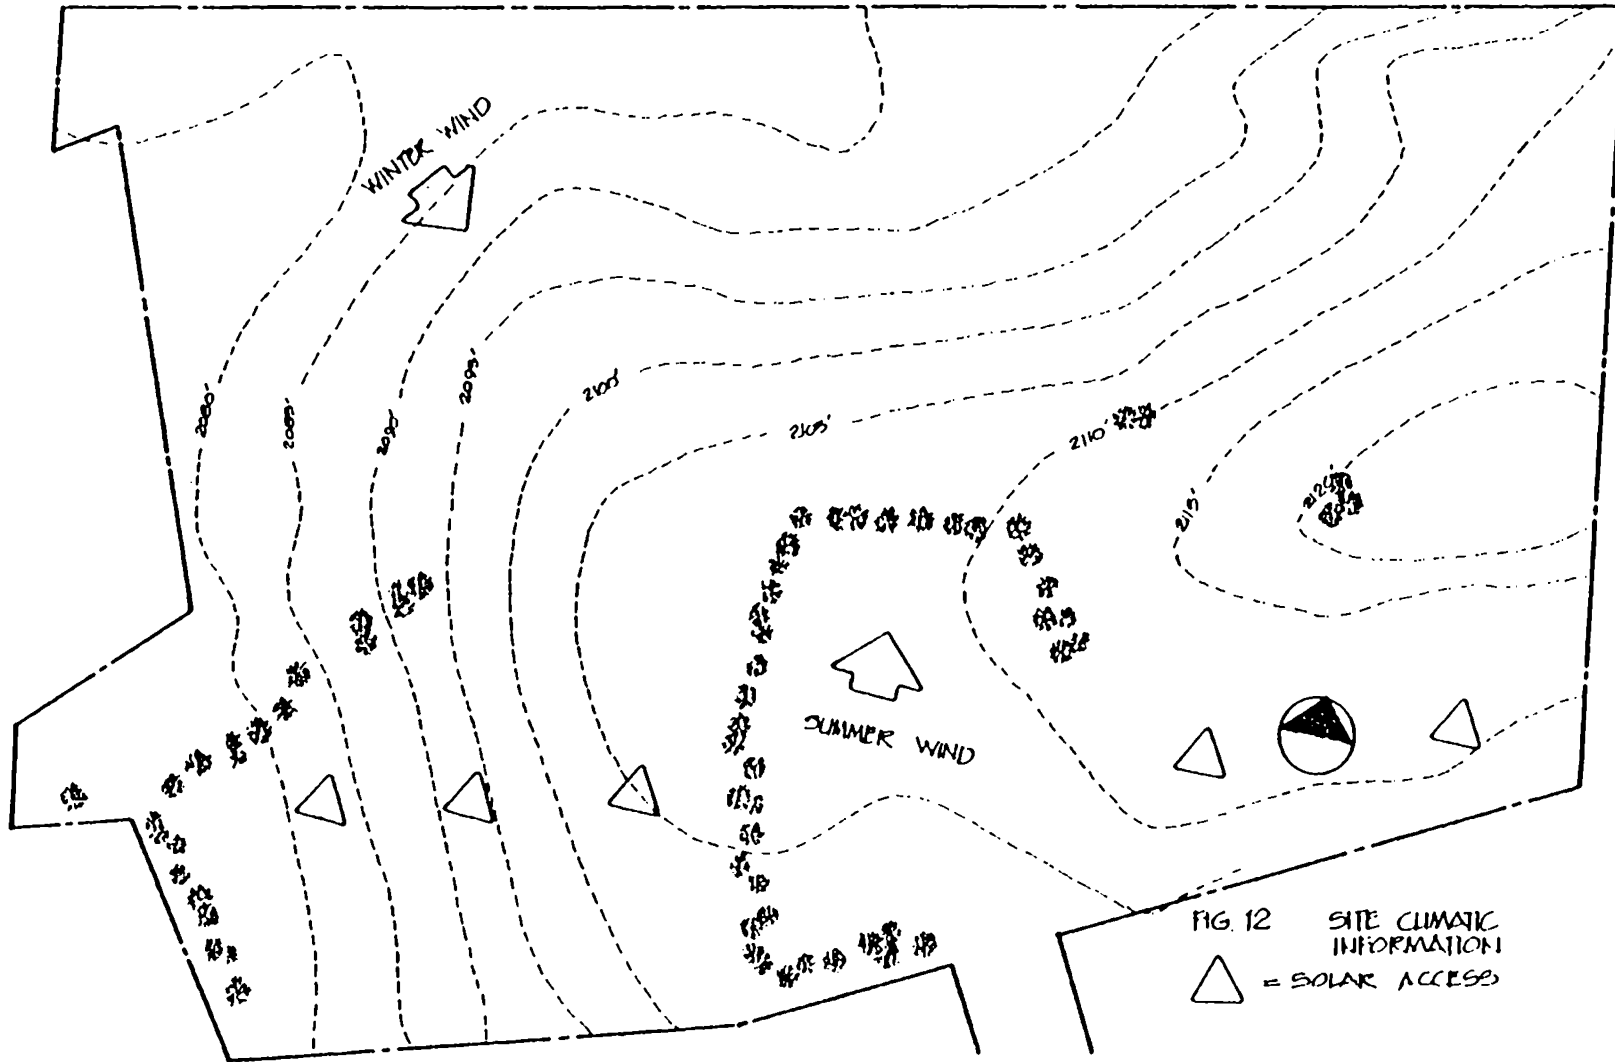 WINTER WIND
2080'
2085'
2090'
2095'
2100'
2105'
2110'
2115'
SUMMER WIND
FIG. 12 SITE CLIMATIC
INFORMATION
= SOLAR ACCESS